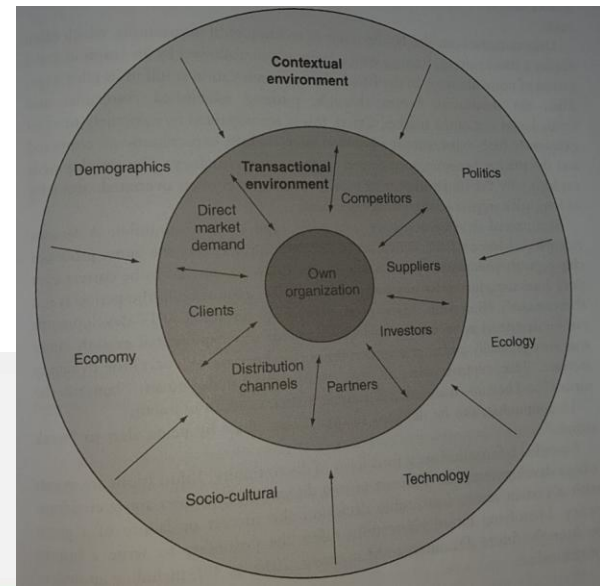 Contextual
environment
Demographics
Politics
Transactional
environment
Competitors
Direct
market
demand
Own
organization
Suppliers
Clients
Investors
Economy
Ecology
Distribution
channels
Partners
Socio-cultural
Technology